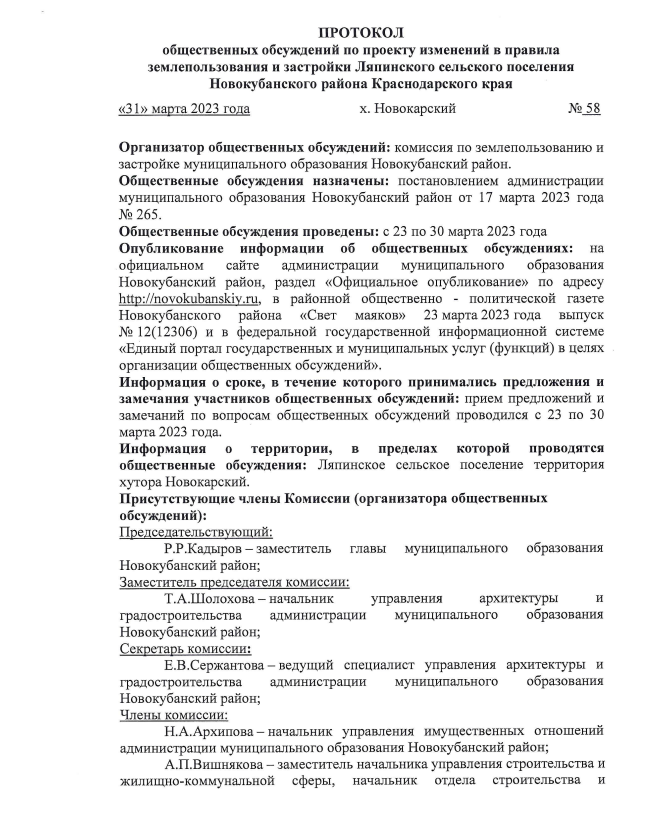 ПРОТОКОЛ
общественных обсуждений по проекту изменений в правила
землепользования и застройки Ляпинского сельского поселения
Новокубанского района Краснодарского края
«31» марта 2023 года х. Новокарский № 58
Организатор общественных обсуждений: комиссия по землепользованию и
застройке муниципального образования Новокубанский район.
Общественные обсуждения назначены: постановлением администрации
муниципального образования Новокубанский район от 17 марта 2023 года
№ 265.
Общественные обсуждения проведены: с 23 по 30 марта 2023 года
Опубликование информации об общественных обсуждениях: на
официальном сайте администрации муниципального образования
Новокубанский район, раздел «Официальное опубликование» по адресу
http://novokubanskiy.ru, в районной общественно - политической газете
Новокубанского района «Свет маяков» 23 марта 2023 года выпуск
№ 12(12306) и в федеральной государственной информационной системе
«Единый портал государственных и муниципальных услуг (функций) в целях
организации общественных обсуждений».
Информация о сроке, в течение которого принимались предложения и
замечания участников общественных обсуждений: прием предложений и
замечаний по вопросам общественных обсуждений проводился с 23 по 30
марта 2023 года.
Информация о территории, в пределах которой проводятся
общественные обсуждения: Ляпинское сельское поселение территория
хутора Новокарский.
Присутствующие члены Комиссии (организатора общественных
обсуждений):
Председательствующий:
Р.Р.Кадыров – заместитель главы муниципального образования
Новокубанский район;
Заместитель председателя комиссии:
Т.А.Шолохова – начальник управления архитектуры и
градостроительства администрации муниципального образования
Новокубанский район;
Секретарь комиссии:
Е.В.Сержантова – ведущий специалист управления архитектуры и
градостроительства администрации муниципального образования
Новокубанский район;
Члены комиссии:
Н.А.Архипова – начальник управления имущественных отношений
администрации муниципального образования Новокубанский район;
А.П.Вишнякова – заместитель начальника управления строительства и
жилищно-коммунальной сферы, начальник отдела строительства и